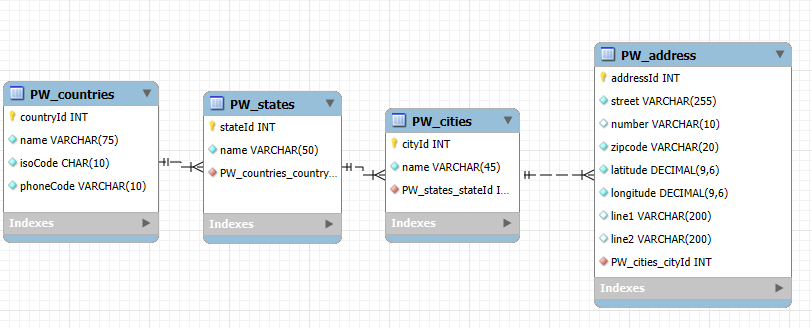 PW_countries
countryId INT
name VARCHAR(75)
isoCode CHAR(10)
phoneCode VARCHAR(10)
Indexes
PW_states
stateId INT
name VARCHAR(50)
PW_countries_country...
Indexes
PW_cities
cityId INT
name VARCHAR(45)
PW_states_stateId I...
Indexes
PW_address
addressId INT
street VARCHAR(255)
number VARCHAR(10)
zipcode VARCHAR(20)
latitude DECIMAL(9,6)
longitude DECIMAL(9,6)
line1 VARCHAR(200)
line2 VARCHAR(200)
PW_cities_cityId INT
Indexes